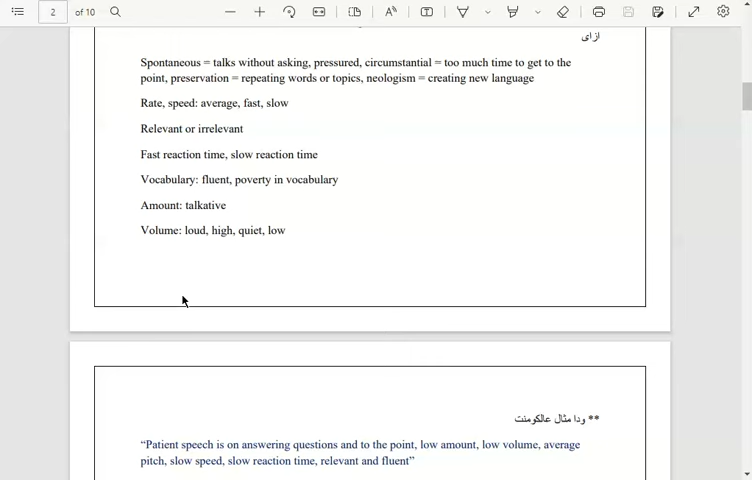 2 of 10
ازاى
Spontaneous = talks without asking, pressured, circumstantial = too much time to get to the
point, preservation = repeating words or topics, neologism = creating new language
Rate, speed: average, fast, slow
Relevant or irrelevant
Fast reaction time, slow reaction time
Vocabulary: fluent, poverty in vocabulary
Amount: talkative
Volume: loud, high, quiet, low
** ودا مثال عالكومنت
“Patient speech is on answering questions and to the point, low amount, low volume, average
pitch, slow speed, slow reaction time, relevant and fluent”